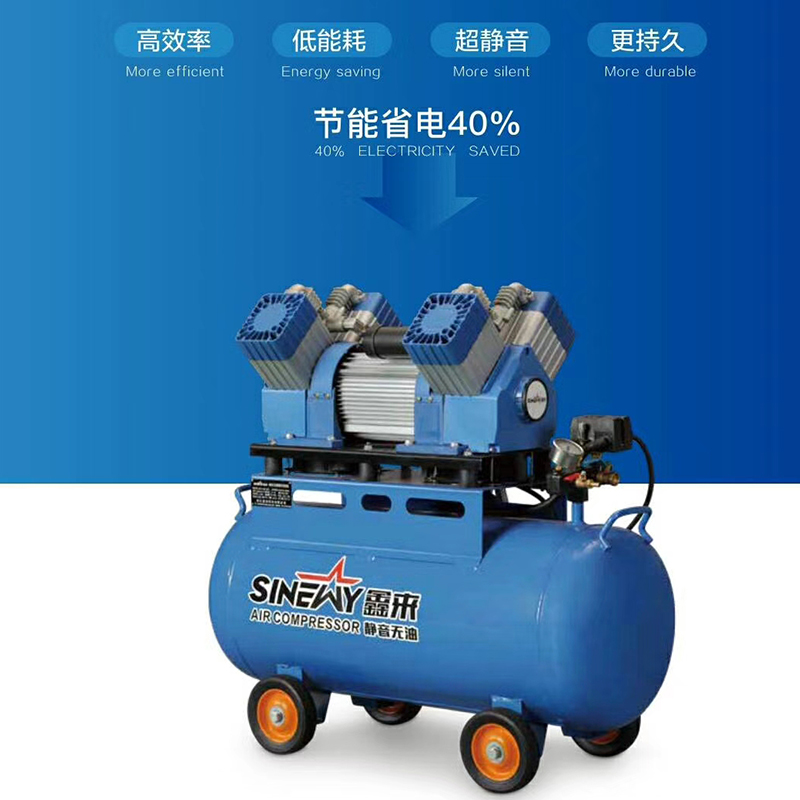 高效率
More efficient
低能耗
Energy saving
超静音
More silent
更持久
More durable
节能省电40%
40% ELECTRICITY SAVED
SINEWY 鑫来
AIR COMPRESSOR 静音无油